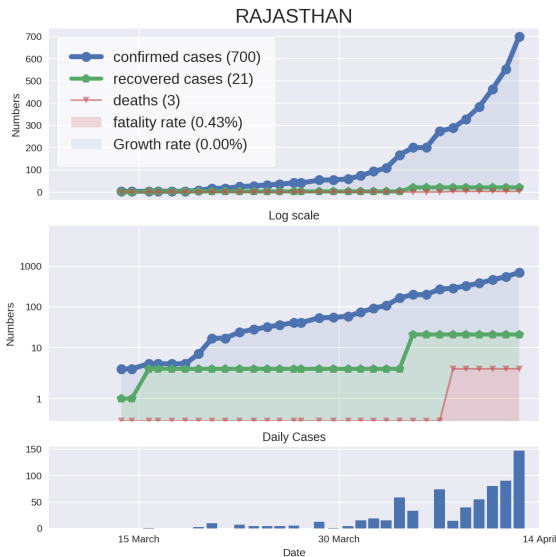 RAJASTHAN
700
600
500
400
300
200
100
0
Numbers
confirmed cases (700)
recovered cases (21)
deaths (3)
fatality rate (0.43%)
Growth rate (0.00%)
Log scale
1000
100
10
1
Numbers
Daily Cases
150
100
50
0
15 March
30 March
14 April
Date